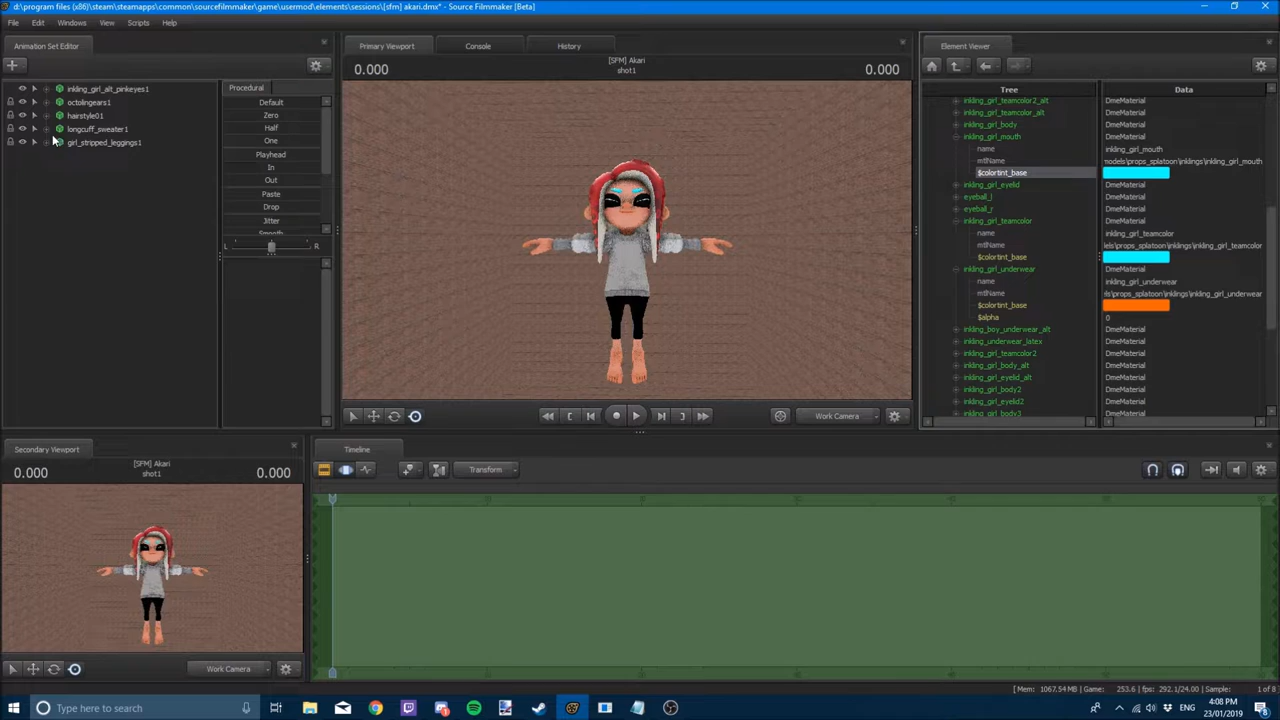 d:\program files (x86)\steam\steamapps\common\sourcefilmmaker\game\usermod\elements\sessions\[sfm] akari.dmx* - Source Filmmaker [Beta]
File Edit Windows View Scripts Help
Animation Set Editor
inkling_girl_alt_pinkeyes1
octolingears1
hairstyle01
longcuff_sweater1
girl_stripped_leggings1
Procedural
Default
Zero
Half
One
Playhead
In
Out
Paste
Drop
Jitter
Smooth
L R
Primary Viewport Console History
0.000 [SFM] Akari 0.000
shot1
Work Camera
Element Viewer
Tree Data
inkling_girl_teamcolor2_alt DmeMaterial
inkling_girl_teamcolor_alt DmeMaterial
inkling_girl_body DmeMaterial
inkling_girl_mouth DmeMaterial
name inkling_girl_mouth
mtlName nodels\props_splatoon\inklings\inkling_girl_mouth
$colortint_base
inkling_girl_eyelid DmeMaterial
eyeball_l DmeMaterial
eyeball_r DmeMaterial
inkling_girl_teamcolor DmeMaterial
name inkling_girl_teamcolor
mtlName lels\props_splatoon\inklings\inkling_girl_teamcolor
$colortint_base
inkling_girl_underwear DmeMaterial
name inkling_girl_underwear
mtlName ls\props_splatoon\inklings\inkling_girl_underwear
$colortint_base
$alpha 0
inkling_boy_underwear_alt DmeMaterial
inkling_underwear_latex DmeMaterial
inkling_girl_teamcolor2 DmeMaterial
inkling_girl_body_alt DmeMaterial
inkling_girl_eyelid_alt DmeMaterial
inkling_girl_body2 DmeMaterial
inkling_girl_eyelid2 DmeMaterial
inkling_girl_body3 DmeMaterial
Secondary Viewport
0.000 [SFM] Akari 0.000
shot1
Work Camera
Timeline
Transform
[ Mem: 1067.54 MB] [ Game: 253.6] [ fps: 292.1/24.00 Sample: 1 of 8
Type here to search
ENG
4:08 PM
23/01/2019